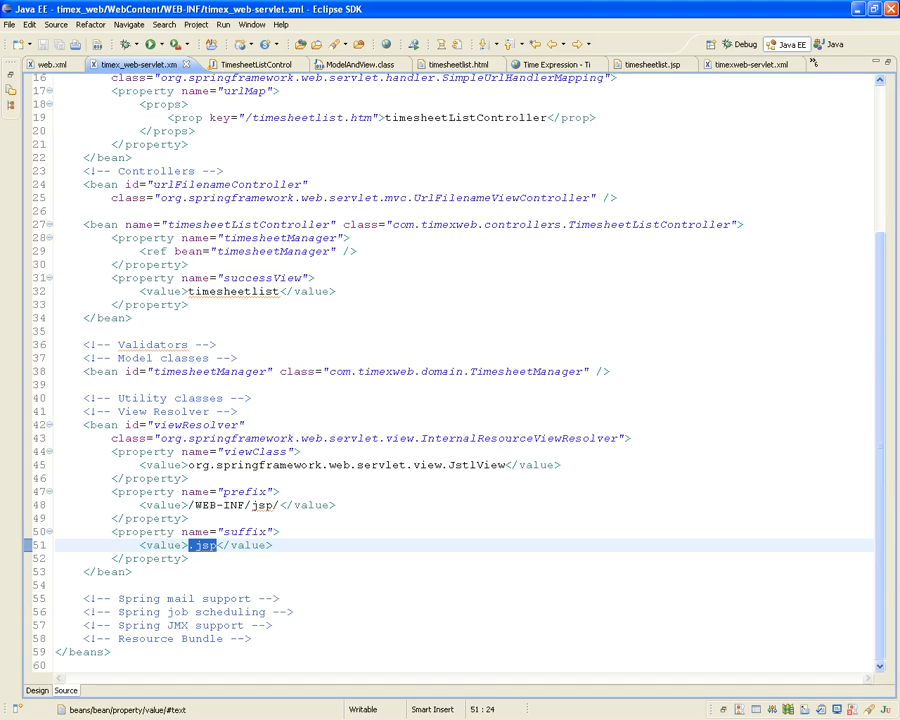 Java EE - timex_web/WebContent/WEB-INF/timex_web-servlet.xml - Eclipse SDK
File Edit Source Refactor Navigate Search Project Run Window Help
Debug Java EE Java
web.xml timex_web-servlet.xm TimesheetListControl ModelAndView.class timesheetlist.html Time Expression - Ti timesheetlist.jsp timexweb-servlet.xml
16 class="org.springframework.web.servlet.handler.SimpleUrlHandlerMapping">
17 <property name="urlMap">
18 <props>
19 <prop key="/timesheetlist.htm">timesheetListController</prop>
20 </props>
21 </property>
22 </bean>
23 <!-- Controllers -->
24 <bean id="urlFilenameController"
25 class="org.springframework.web.servlet.mvc.UrlFilenameViewController" />
26
27 <bean name="timesheetListController" class="com.timexweb.controllers.TimesheetListController">
28 <property name="timesheetManager">
29 <ref bean="timesheetManager" />
30 </property>
31 <property name="successView">
32 <value>timesheetlist</value>
33 </property>
34 </bean>
35
36 <!-- Validators -->
37 <!-- Model classes -->
38 <bean id="timesheetManager" class="com.timexweb.domain.TimesheetManager" />
39
40 <!-- Utility classes -->
41 <!-- View Resolver -->
42 <bean id="viewResolver"
43 class="org.springframework.web.servlet.view.InternalResourceViewResolver">
44 <property name="viewClass">
45 <value>org.springframework.web.servlet.view.JstlView</value>
46 </property>
47 <property name="prefix">
48 <value>/WEB-INF/jsp/</value>
49 </property>
50 <property name="suffix">
51 <value>.jsp</value>
52 </property>
53 </bean>
54
55 <!-- Spring mail support -->
56 <!-- Spring job scheduling -->
57 <!-- Spring JMX support -->
58 <!-- Resource Bundle -->
59 </beans>
60
Design Source
beans/bean/property/value/#text Writable Smart Insert 51 : 24